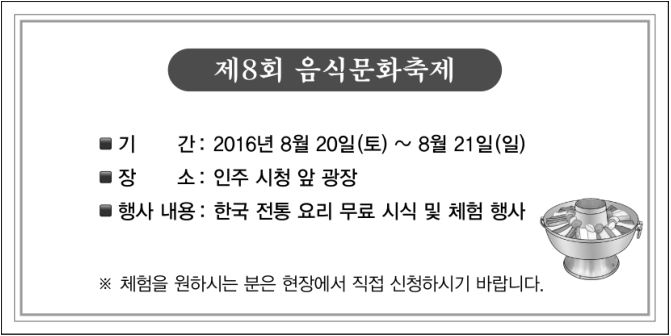 제8회 음식문화축제
■ 기 간 : 2016년 8월 20일(토) ~ 8월 21일(일)
■ 장 소 : 인주 시청 앞 광장
■ 행사 내용 : 한국 전통 요리 무료 시식 및 체험 행사
※ 체험을 원하시는 분은 현장에서 직접 신청하시기 바랍니다.